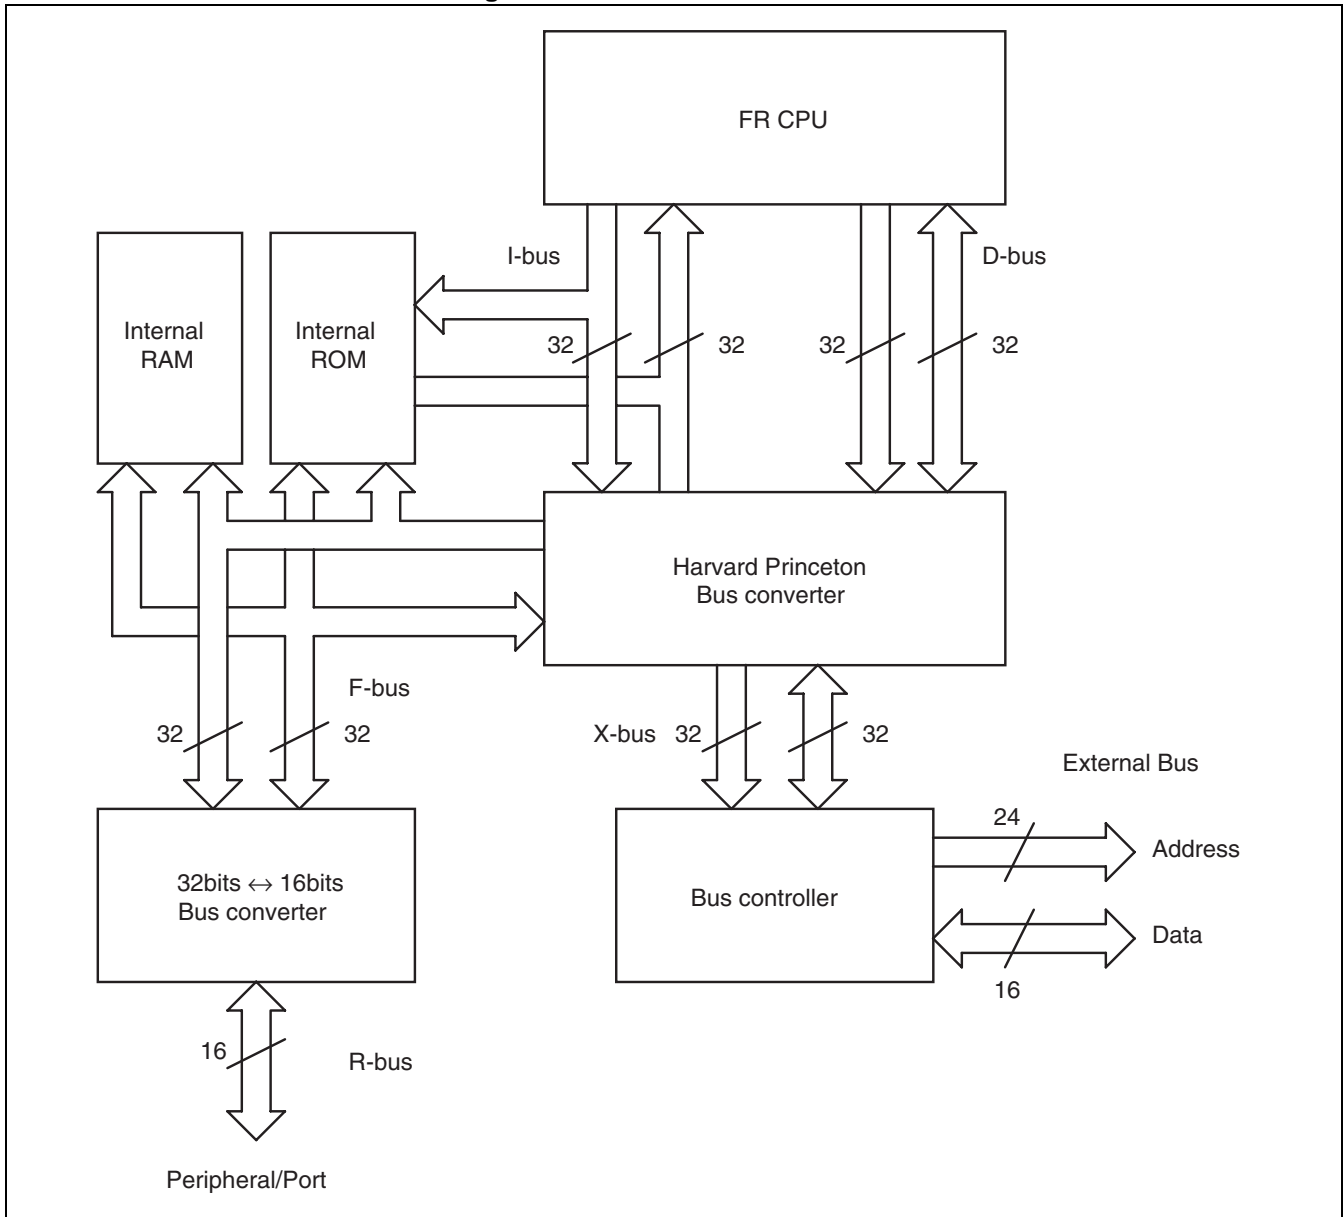 FR CPU
I-bus
D-bus
Internal
RAM
Internal
ROM
32
32
32
32
Harvard Princeton
Bus converter
F-bus
32
32
X-bus
32
32
External Bus
24
Address
32bits ↔ 16bits
Bus converter
Bus controller
Data
16
16
R-bus
Peripheral/Port